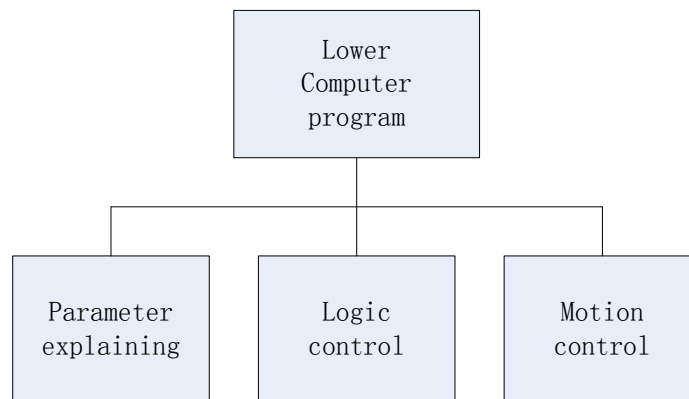 Lower
Computer
program
Parameter
explaining
Logic
control
Motion
control